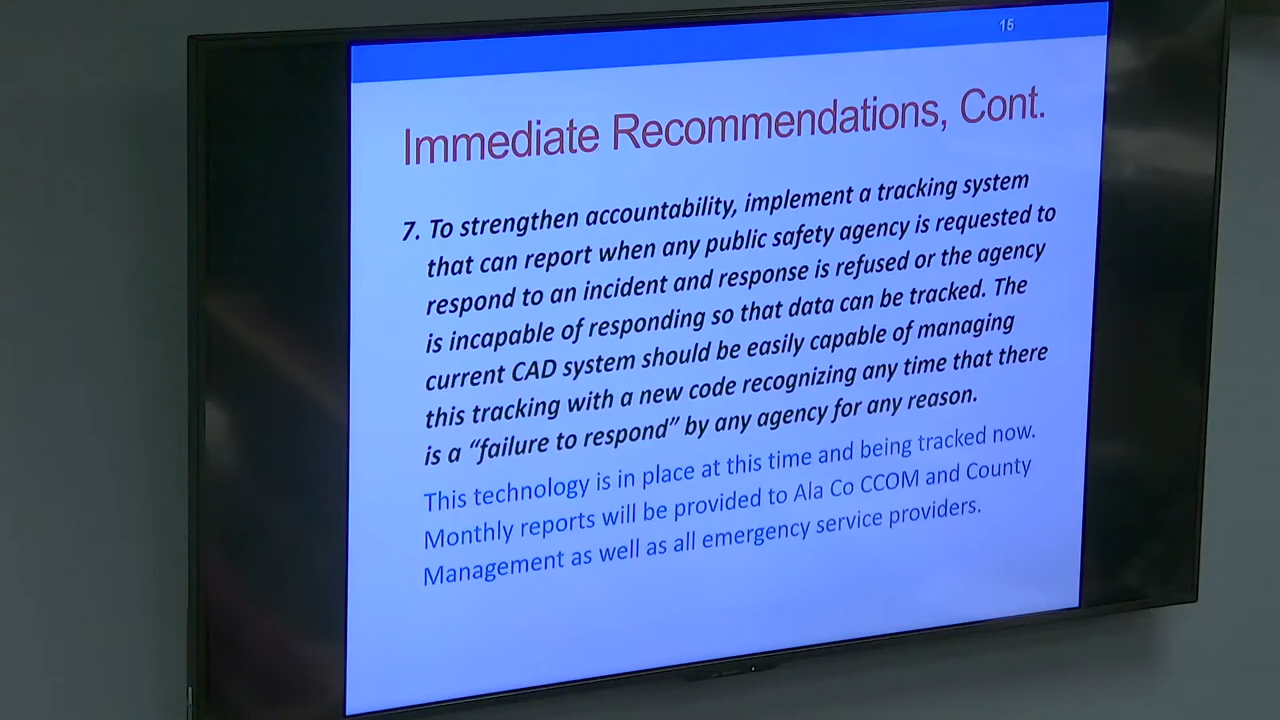 15
Immediate Recommendations, Cont.
7. To strengthen accountability, implement a tracking system
that can report when any public safety agency is requested to
respond to an incident and response is refused or the agency
is incapable of responding so that data can be tracked. The
current CAD system should be easily capable of managing
this tracking with a new code recognizing any time that there
is a “failure to respond” by any agency for any reason.
This technology is in place at this time and being tracked now.
Monthly reports will be provided to Ala Co CCOM and County
Management as well as all emergency service providers.